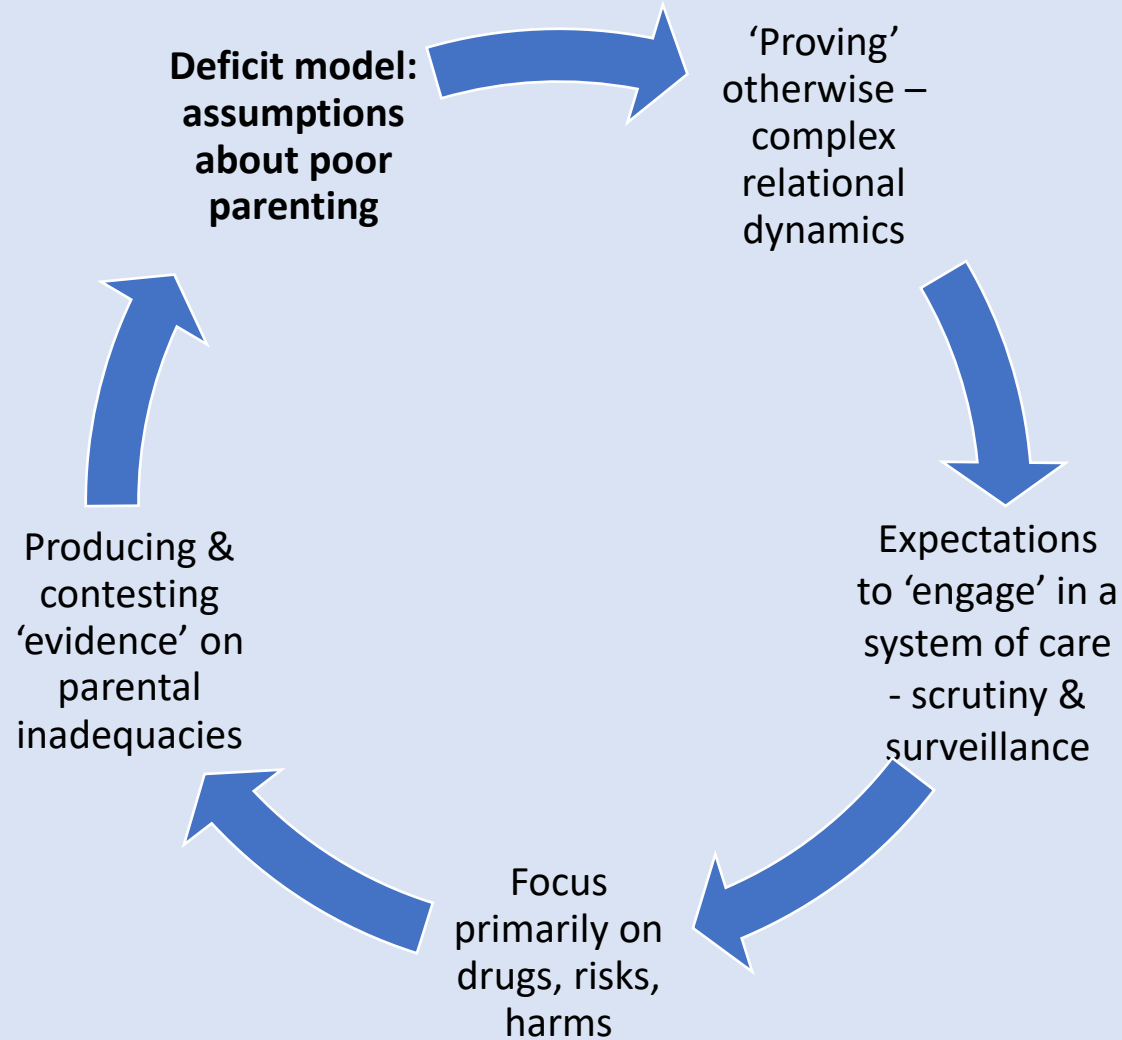 Deficit model:
assumptions
about poor
parenting
‘Proving’
otherwise –
complex
relational
dynamics
Expectations
to ‘engage’ in a
system of care
- scrutiny &
surveillance
Focus
primarily on
drugs, risks,
harms
Producing &
contesting
‘evidence’ on
parental
inadequacies